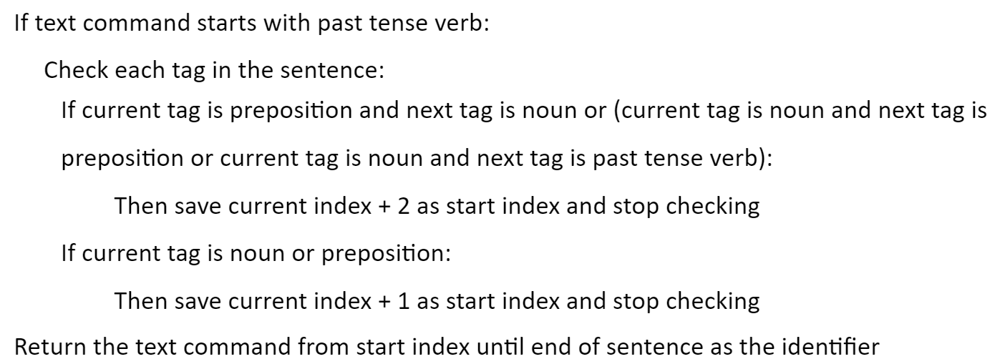 If text command starts with past tense verb:
Check each tag in the sentence:
If current tag is preposition and next tag is noun or (current tag is noun and next tag is
preposition or current tag is noun and next tag is past tense verb):
Then save current index + 2 as start index and stop checking
If current tag is noun or preposition:
Then save current index + 1 as start index and stop checking
Return the text command from start index until end of sentence as the identifier